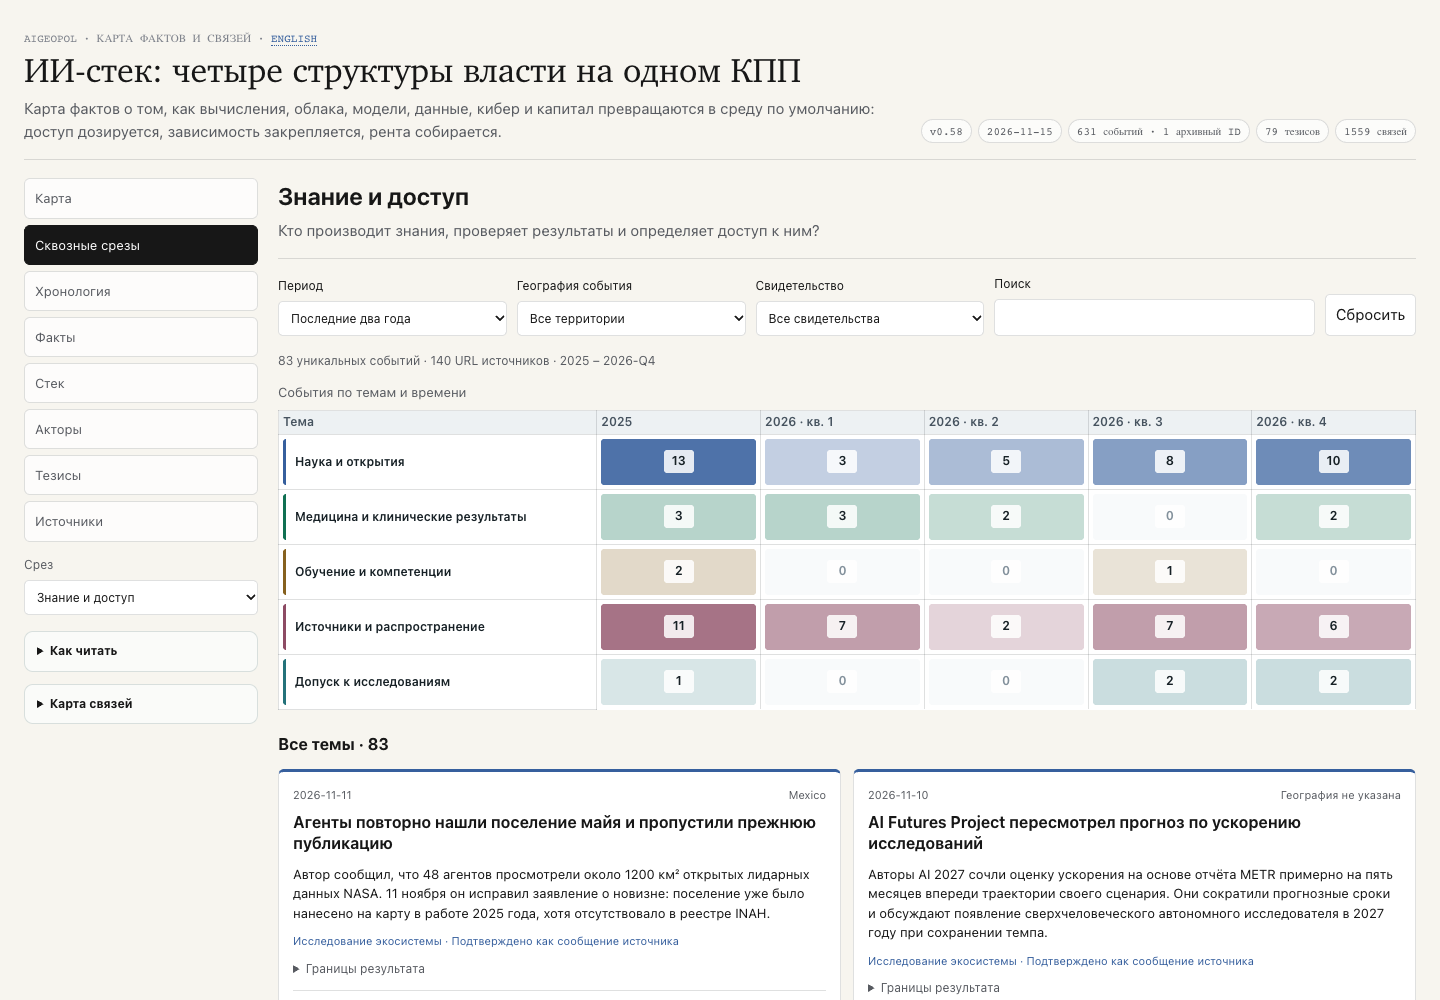 AIGEOPOL · КАРТА ФАКТОВ И СВЯЗЕЙ · ENGLISH
ИИ-стек: четыре структуры власти на одном КПП
Карта фактов о том, как вычисления, облака, модели, данные, кибер и капитал превращаются в среду по умолчанию:
доступ дозируется, зависимость закрепляется, рента собирается.
v0.58 2026-11-15 631 событий · 1 архивный ID 79 тезисов 1559 связей
Карта
Сквозные срезы
Хронология
Факты
Стек
Акторы
Тезисы
Источники
Срез
Знание и доступ
Как читать
Карта связей
Знание и доступ
Кто производит знания, проверяет результаты и определяет доступ к ним?
Период География события Свидетельство Поиск
Последние два года Все территории Все свидетельства Сбросить
83 уникальных событий · 140 URL источников · 2025 – 2026-Q4
События по темам и времени
Тема 2025 2026 · кв. 1 2026 · кв. 2 2026 · кв. 3 2026 · кв. 4
Наука и открытия 13 3 5 8 10
Медицина и клинические результаты 3 3 2 0 2
Обучение и компетенции 2 0 0 1 0
Источники и распространение 11 7 2 7 6
Допуск к исследованиям 1 0 0 2 2
Все темы · 83
2026-11-11 Mexico
Агенты повторно нашли поселение майя и пропустили прежнюю
публикацию
Автор сообщил, что 48 агентов просмотрели около 1200 км² открытых лидарных
данных NASA. 11 ноября он исправил заявление о новизне: поселение уже было
нанесено на карту в работе 2025 года, хотя отсутствовало в реестре INAH.
Исследование экосистемы · Подтверждено как сообщение источника
Границы результата
2026-11-10 География не указана
AI Futures Project пересмотрел прогноз по ускорению
исследований
Авторы AI 2027 сочли оценку ускорения на основе отчёта METR примерно на пять
месяцев впереди траектории своего сценария. Они сократили прогнозные сроки
и обсуждают появление сверхчеловеческого автономного исследователя в 2027
году при сохранении темпа.
Исследование экосистемы · Подтверждено как сообщение источника
Границы результата